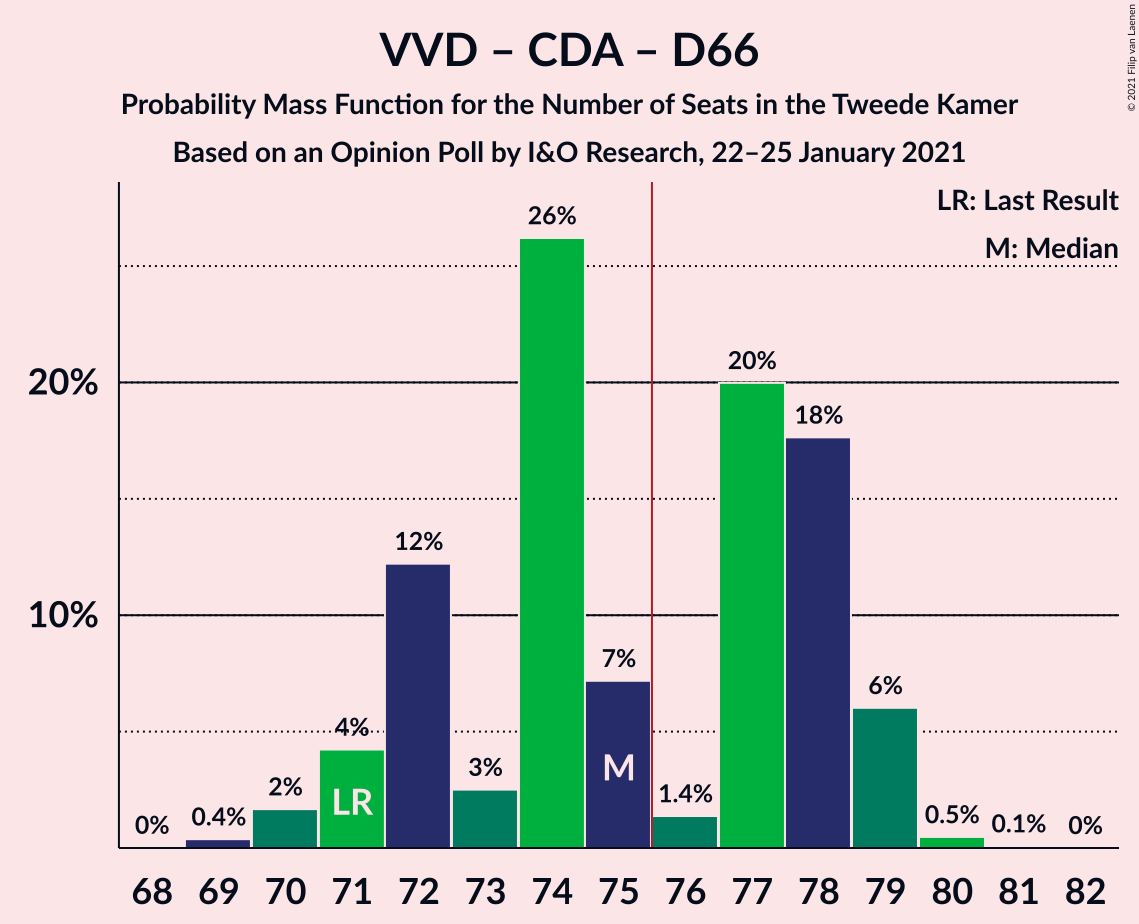 VVD – CDA – D66
Probability Mass Function for the Number of Seats in the Tweede Kamer
Based on an Opinion Poll by I&O Research, 22–25 January 2021
© 2021 Filip van Laenen
LR: Last Result
M: Median
20%
10%
0%
0.4%
2%
4%
12%
3%
26%
7%
1.4%
20%
18%
6%
0.5%
0.1%
0%
LR
M
68 69 70 71 72 73 74 75 76 77 78 79 80 81 82